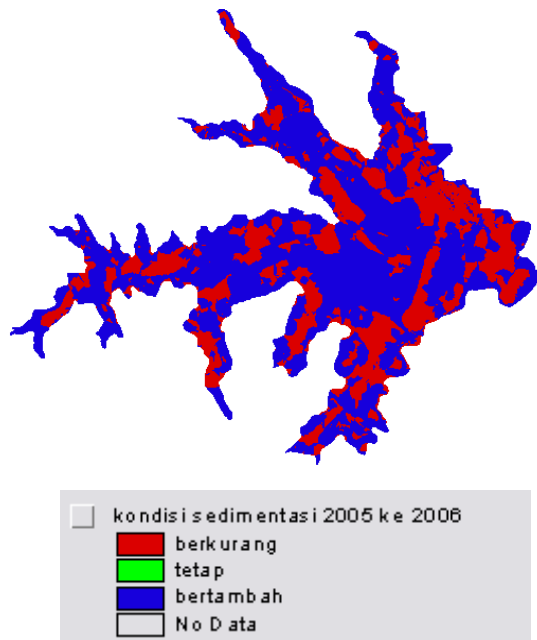 kondisi sedimentasi 2005 ke 2006
berkurang
tetap
bertambah
No Data